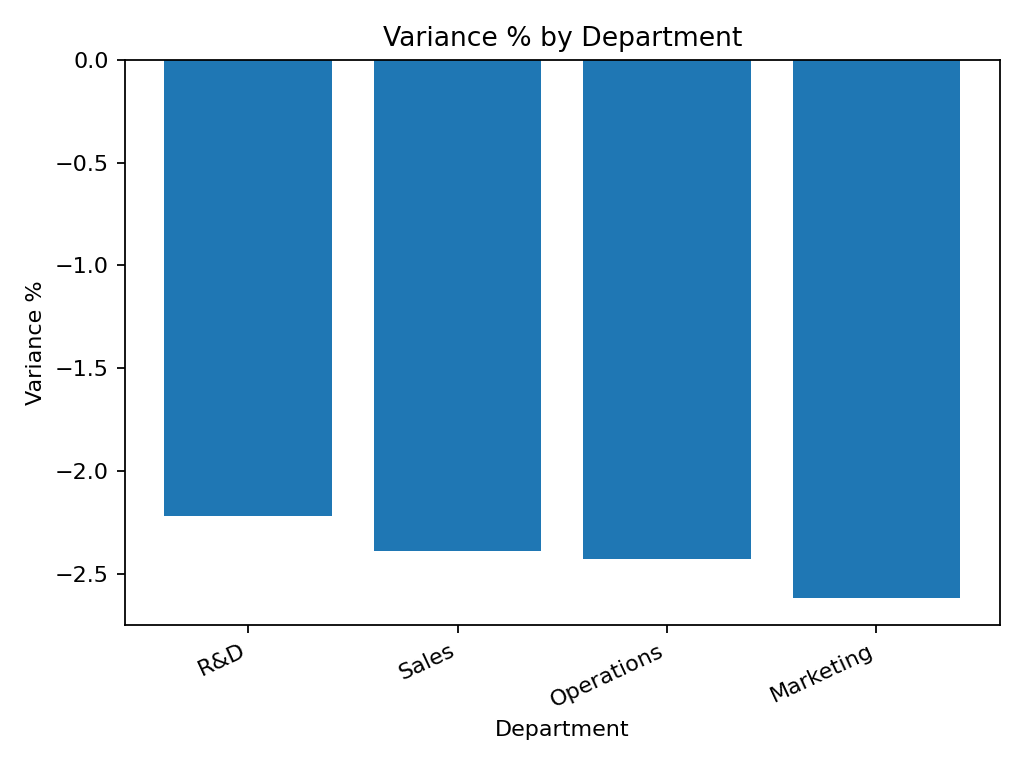 Variance % by Department
0.0
−0.5
−1.0
−1.5
−2.0
−2.5
Variance %
R&D
Sales
Operations
Marketing
Department